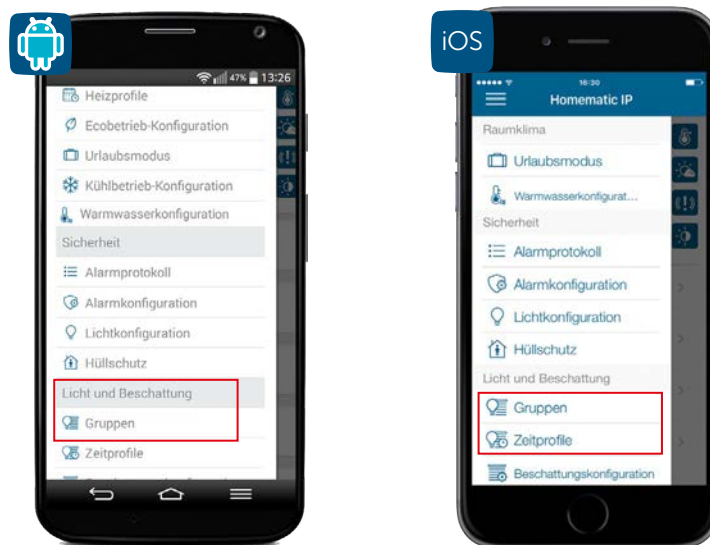 47% 13:26
Heizprofile
Ecobetrieb-Konfiguration
Urlaubsmodus
Kühlbetrieb-Konfiguration
Warmwasserkonfiguration
Sicherheit
Alarmprotokoll
Alarmkonfiguration
Lichtkonfiguration
Hüllschutz
Licht und Beschattung
Gruppen
Zeitprofile
iOS
16:30
Homematic IP
Raumklima
Urlaubsmodus
Warmwasserkonfigurat...
Sicherheit
Alarmprotokoll
Alarmkonfiguration
Lichtkonfiguration
Hüllschutz
Licht und Beschattung
Gruppen
Zeitprofile
Beschattungskonfiguration